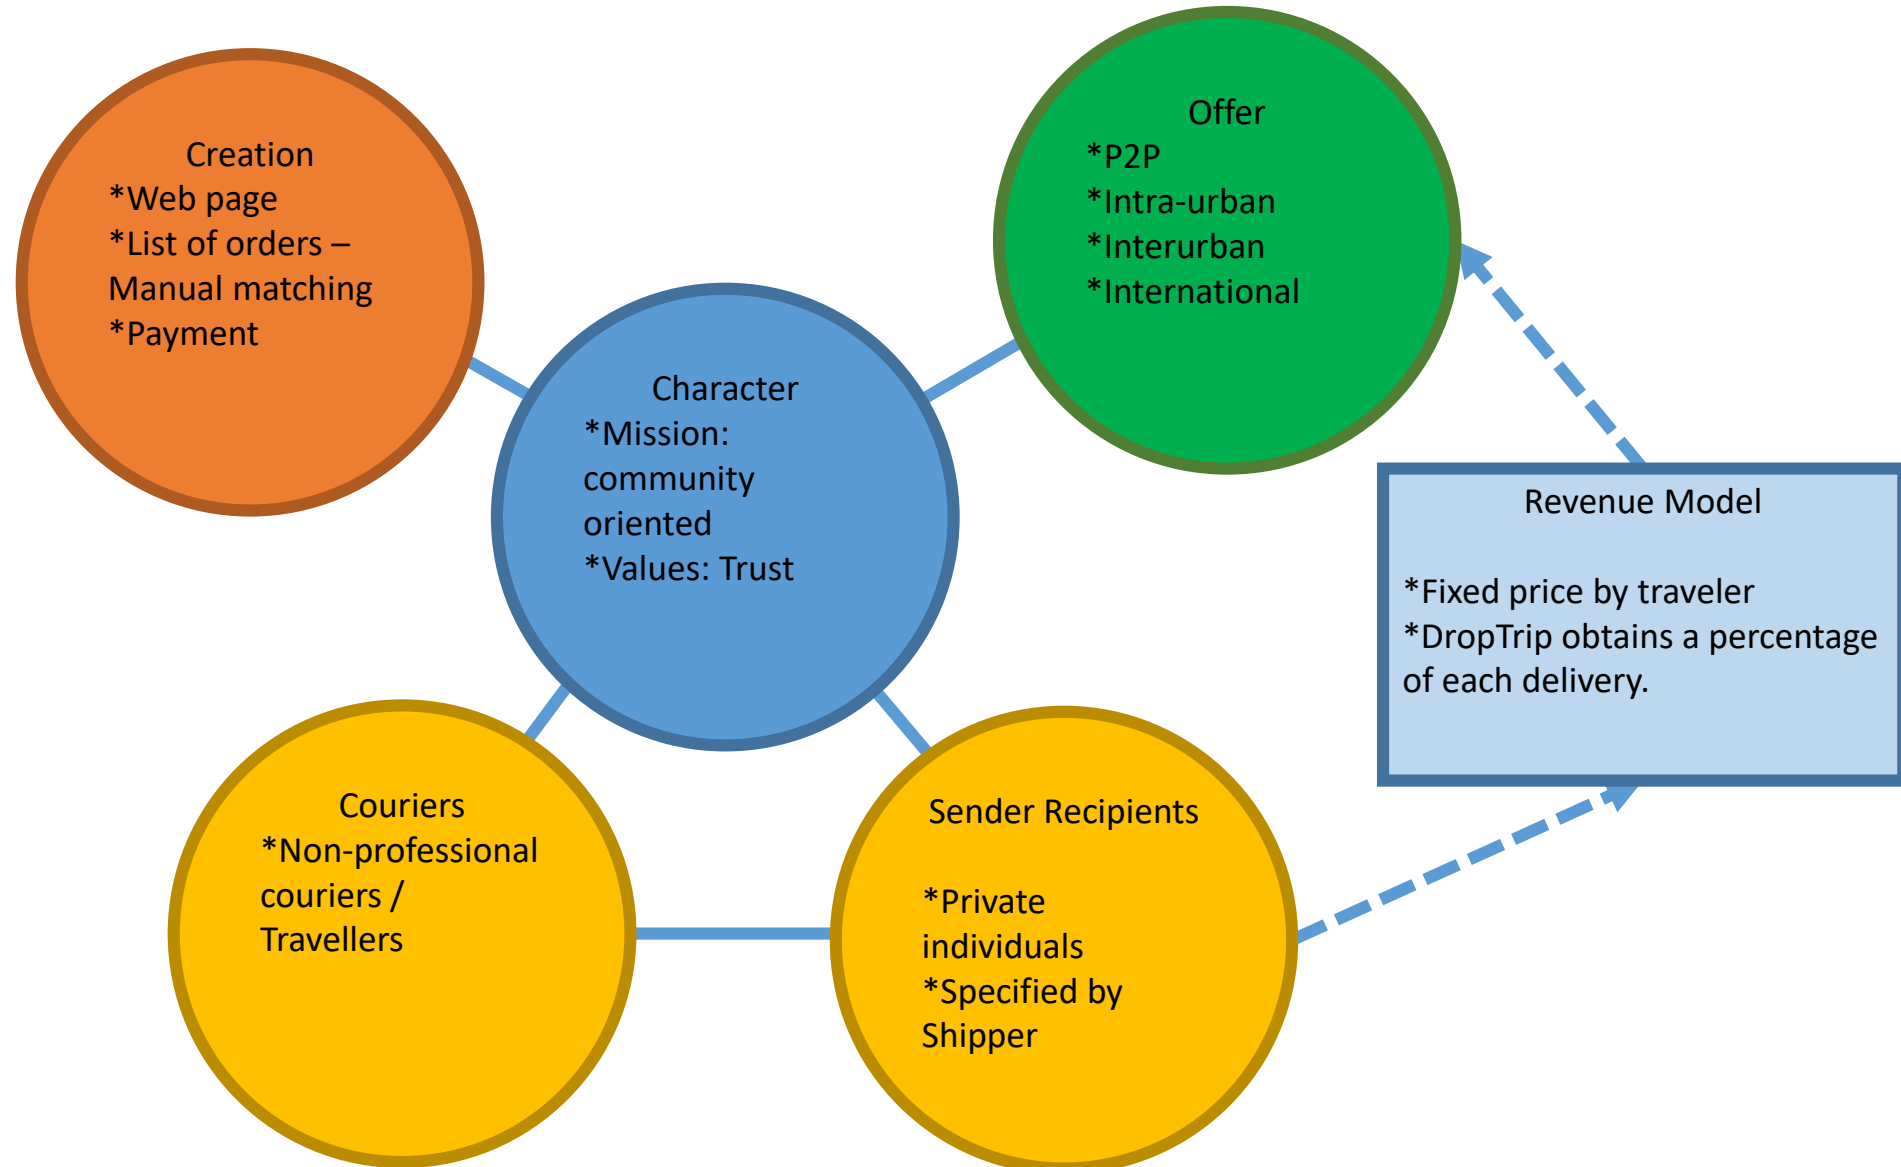 Creation
*Web page
*List of orders –
Manual matching
*Payment
Offer
*P2P
*Intra-urban
*Interurban
*International
Character
*Mission:
community
oriented
*Values: Trust
Revenue Model
*Fixed price by traveler
*DropTrip obtains a percentage
of each delivery.
Couriers
*Non-professional
couriers /
Travellers
Sender Recipients
*Private
individuals
*Specified by
Shipper